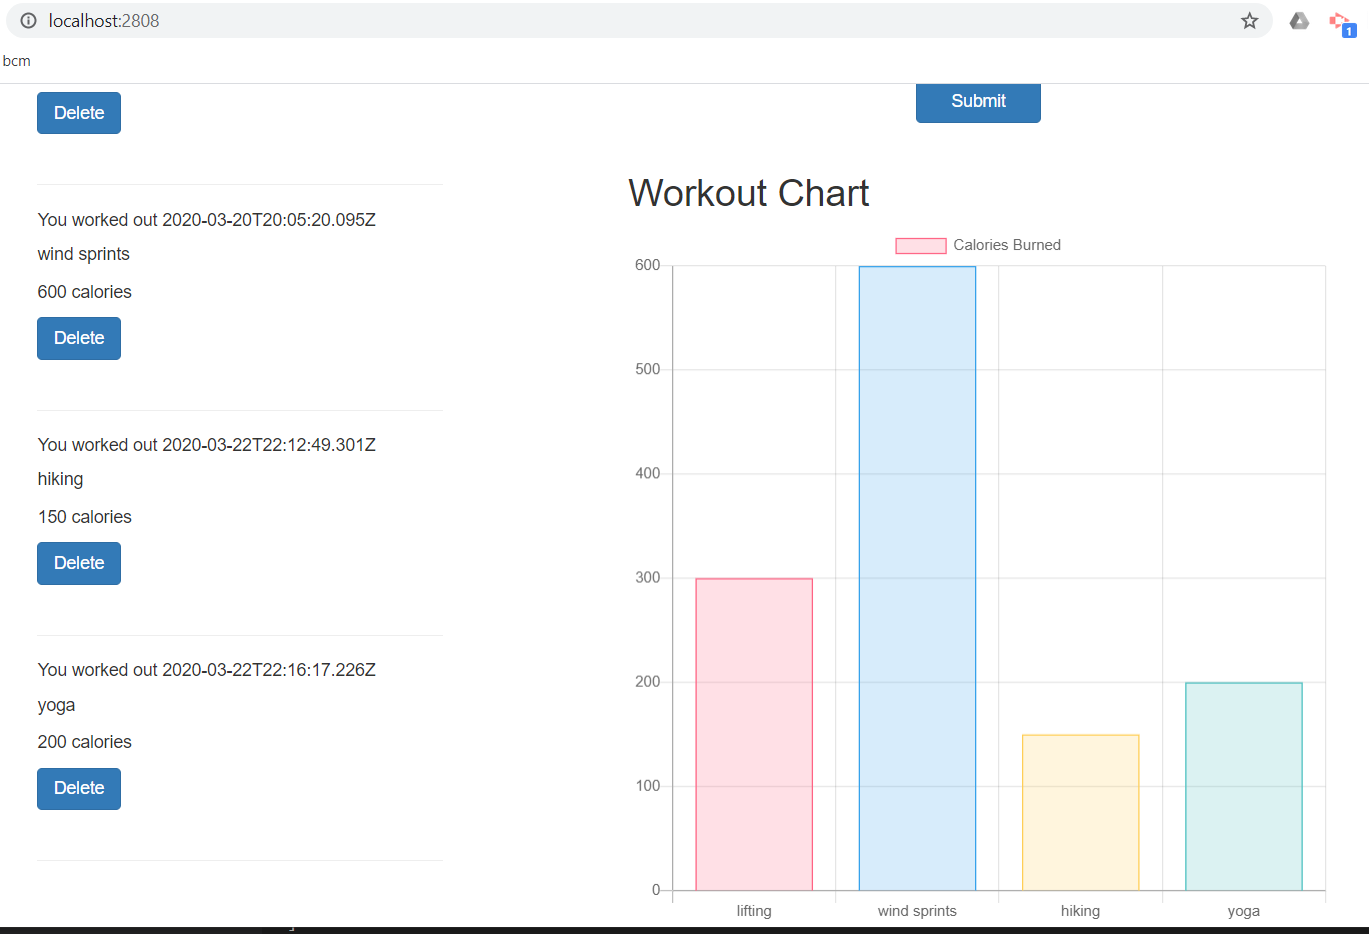 localhost:2808
1
bcm
Delete
You worked out 2020-03-20T20:05:20.095Z
wind sprints
600 calories
Delete
You worked out 2020-03-22T22:12:49.301Z
hiking
150 calories
Delete
You worked out 2020-03-22T22:16:17.226Z
yoga
200 calories
Delete
Submit
Workout Chart
Calories Burned
600
500
400
300
200
100
0
lifting wind sprints hiking yoga